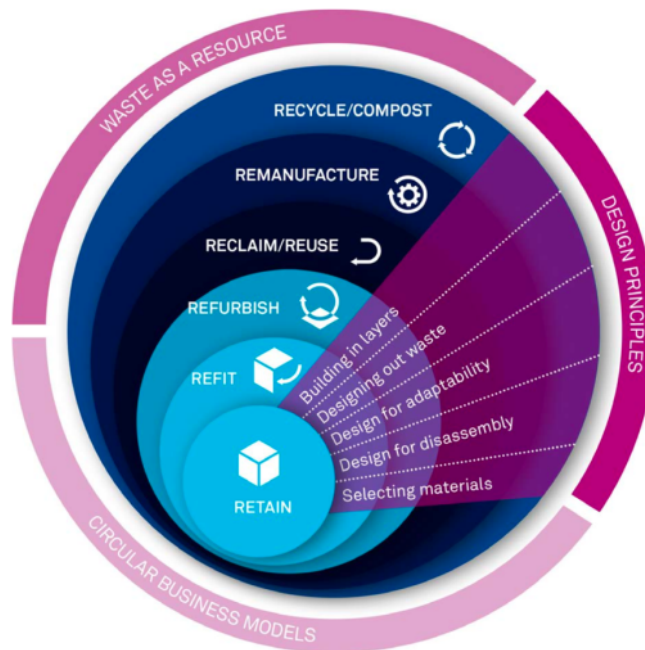 WASTE AS A RESOURCE
DESIGN PRINCIPLES
CIRCULAR BUSINESS MODELS
RECYCLE/COMPOST
REMANUFACTURE
RECLAIM/REUSE
REFURBISH
REFIT
RETAIN
Building in layers
Designing out waste
Design for adaptability
Design for disassembly
Selecting materials